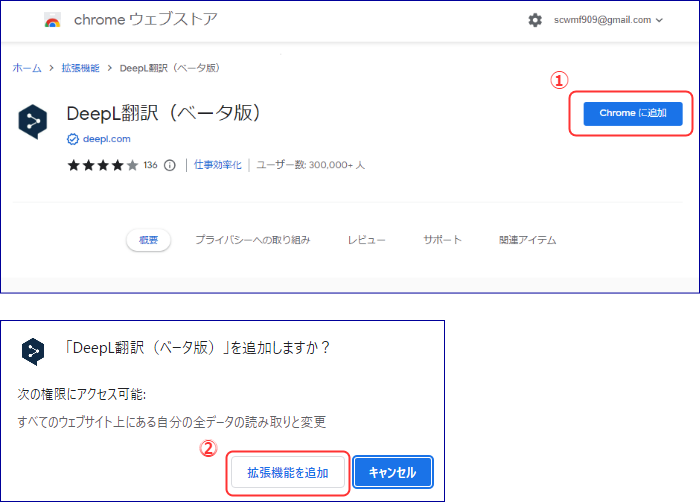 chrome ウェブストア
scwmf909@gmail.com
ホーム > 拡張機能 > DeepL翻訳（ベータ版）
①
DeepL翻訳（ベータ版）
Chrome に追加
deepl.com
136 仕事効率化 ユーザー数: 300,000+ 人
概要 プライバシーへの取り組み レビュー サポート 関連アイテム
「DeepL翻訳（ベータ版）」を追加しますか？
次の権限にアクセス可能:
すべてのウェブサイト上にある自分の全データの読み取りと変更
②
拡張機能を追加 キャンセル